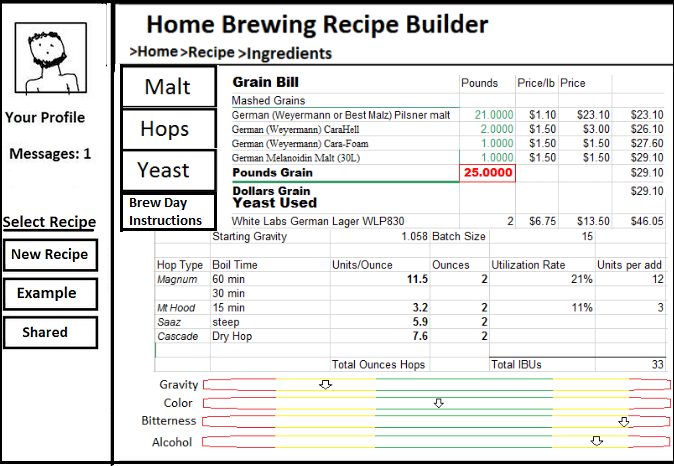 Home Brewing Recipe Builder
>Home >Recipe >Ingredients
Your Profile
Messages: 1
Select Recipe
New Recipe
Example
Shared
Malt
Hops
Yeast
Brew Day
Instructions
Grain Bill Pounds Price/lb Price
Mashed Grains
German (Weyermann or Best Malz) Pilsner malt 21.0000 $1.10 $23.10 $23.10
German (Weyermann) CaraHell 2.0000 $1.50 $3.00 $26.10
German (Weyermann) Cara-Foam 1.0000 $1.50 $1.50 $27.60
German Melanoidin Malt (30L) 1.0000 $1.50 $1.50 $29.10
Pounds Grain 25.0000 $29.10
Dollars Grain $29.10
Yeast Used
White Labs German Lager WLP830 2 $6.75 $13.50 $46.05
Starting Gravity 1.058 Batch Size 15
Hop Type Boil Time Units/Ounce Ounces Utilization Rate Units per add
Magnum 60 min 11.5 2 21% 12
30 min
Mt Hood 15 min 3.2 2 11% 3
Saaz steep 5.9 2
Cascade Dry Hop 7.6 2
Total Ounces Hops Total IBUs 33
Gravity
Color
Bitterness
Alcohol